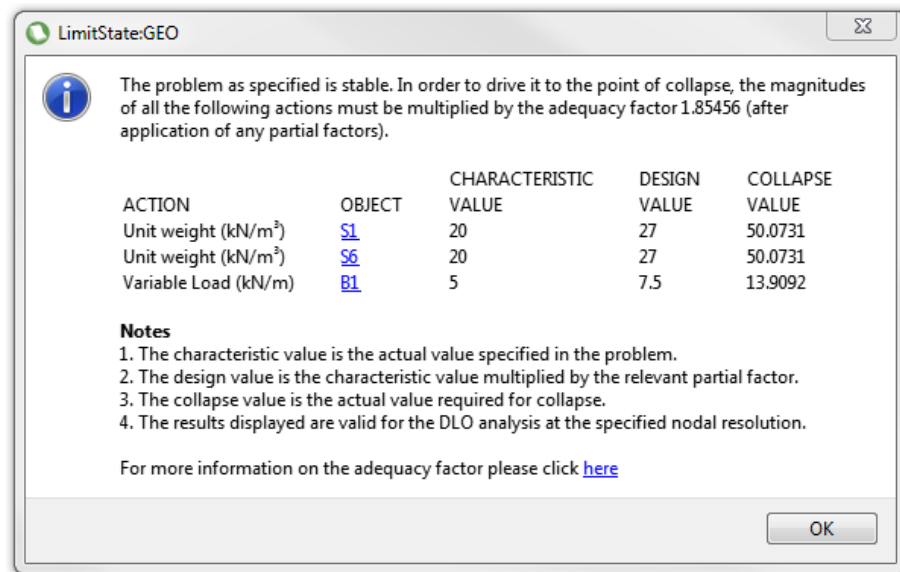 LimitState:GEO
The problem as specified is stable. In order to drive it to the point of collapse, the magnitudes
of all the following actions must be multiplied by the adequacy factor 1.85456 (after
application of any partial factors).
CHARACTERISTIC DESIGN COLLAPSE
ACTION OBJECT VALUE VALUE VALUE
Unit weight (kN/m³) S1 20 27 50.0731
Unit weight (kN/m³) S6 20 27 50.0731
Variable Load (kN/m) B1 5 7.5 13.9092
Notes
1. The characteristic value is the actual value specified in the problem.
2. The design value is the characteristic value multiplied by the relevant partial factor.
3. The collapse value is the actual value required for collapse.
4. The results displayed are valid for the DLO analysis at the specified nodal resolution.
For more information on the adequacy factor please click here
OK